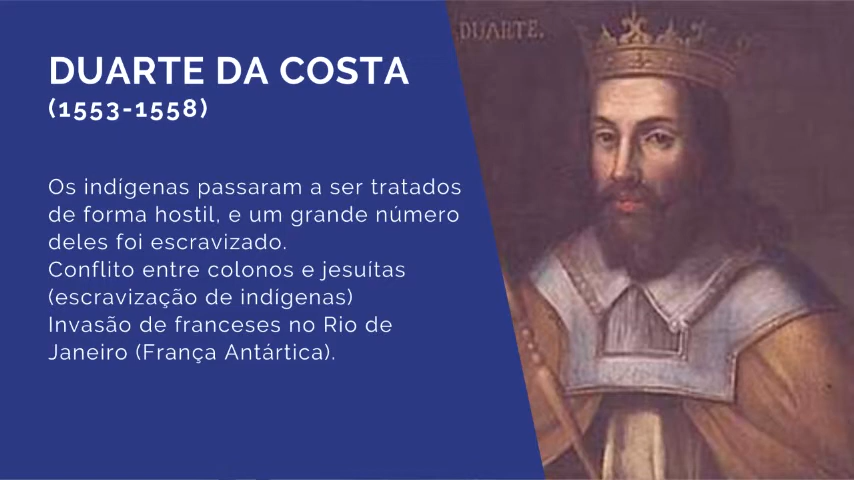 DUARTE DA COSTA
(1553-1558)
Os indígenas passaram a ser tratados
de forma hostil, e um grande número
deles foi escravizado.
Conflito entre colonos e jesuítas
(escravização de indígenas)
Invasão de franceses no Rio de
Janeiro (França Antártica).
DUARTE.